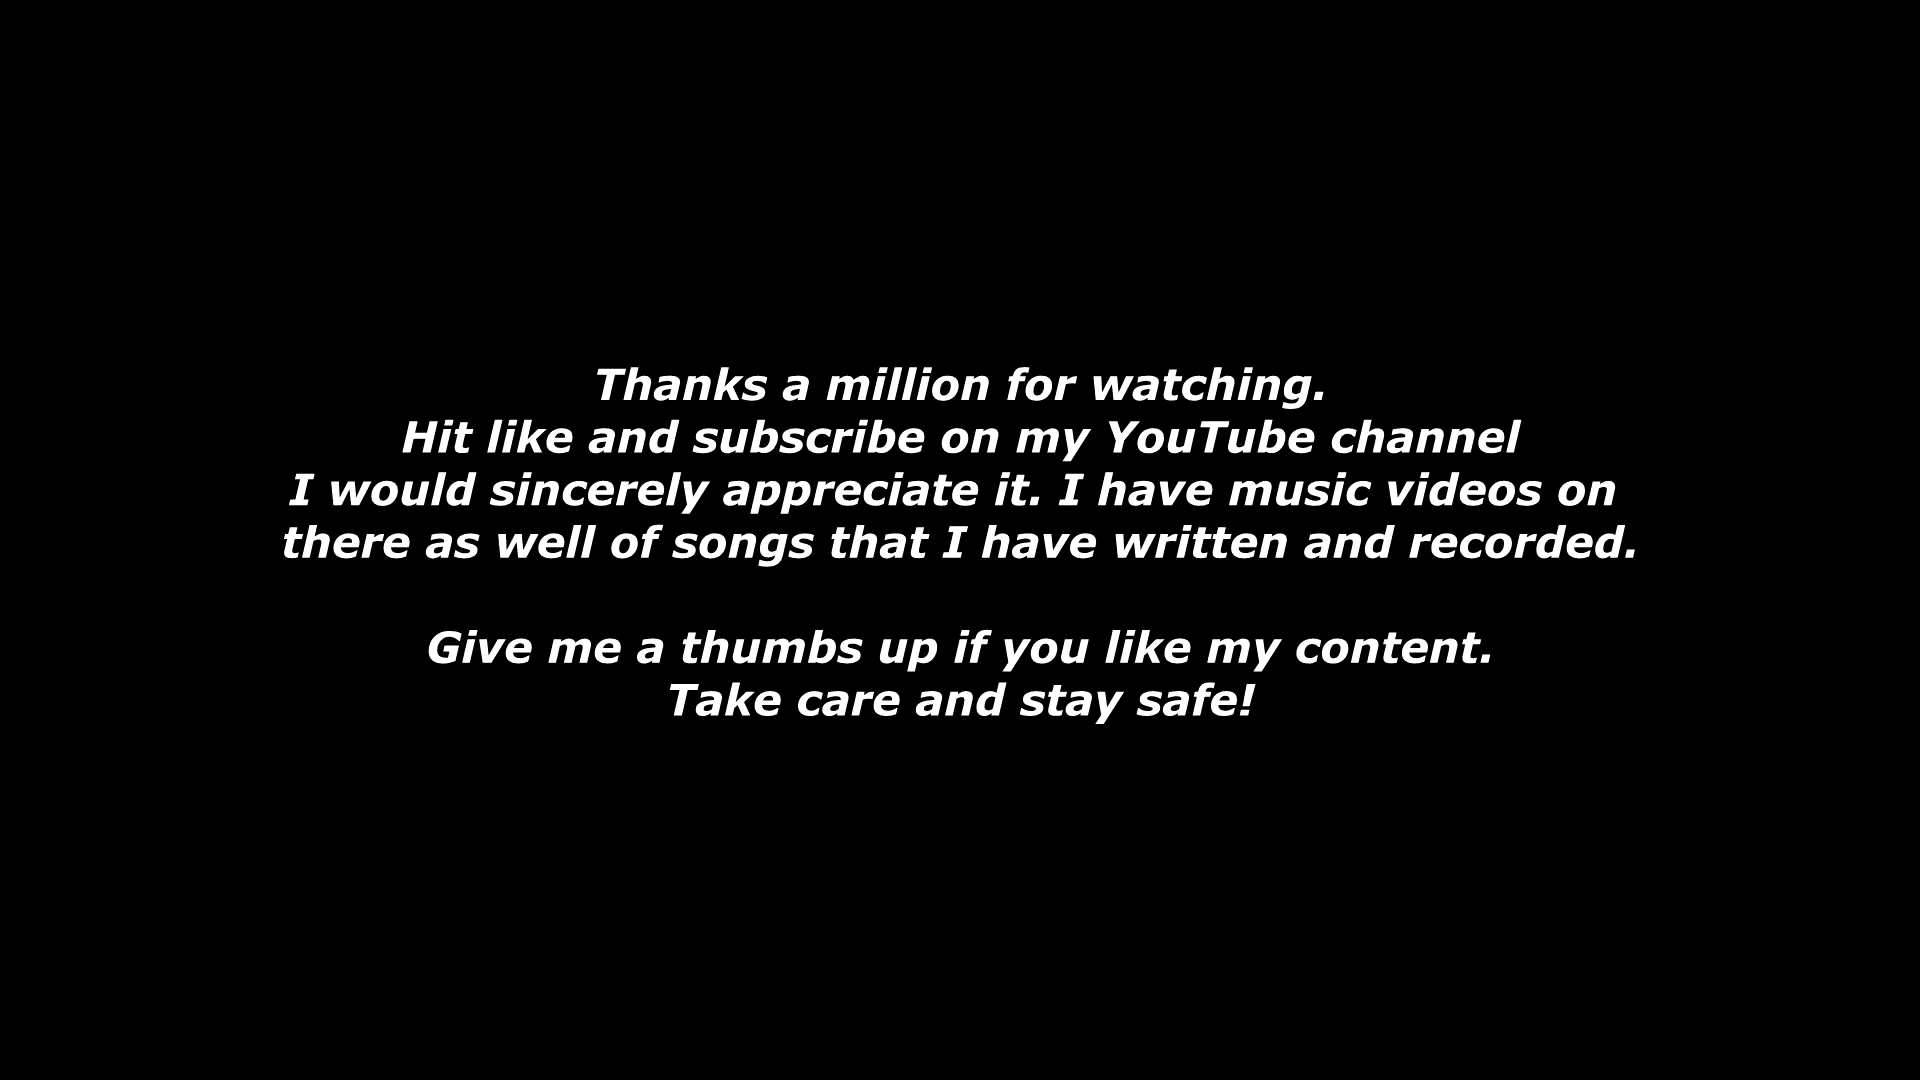 Thanks a million for watching.
Hit like and subscribe on my YouTube channel
I would sincerely appreciate it. I have music videos on
there as well of songs that I have written and recorded.
Give me a thumbs up if you like my content.
Take care and stay safe!